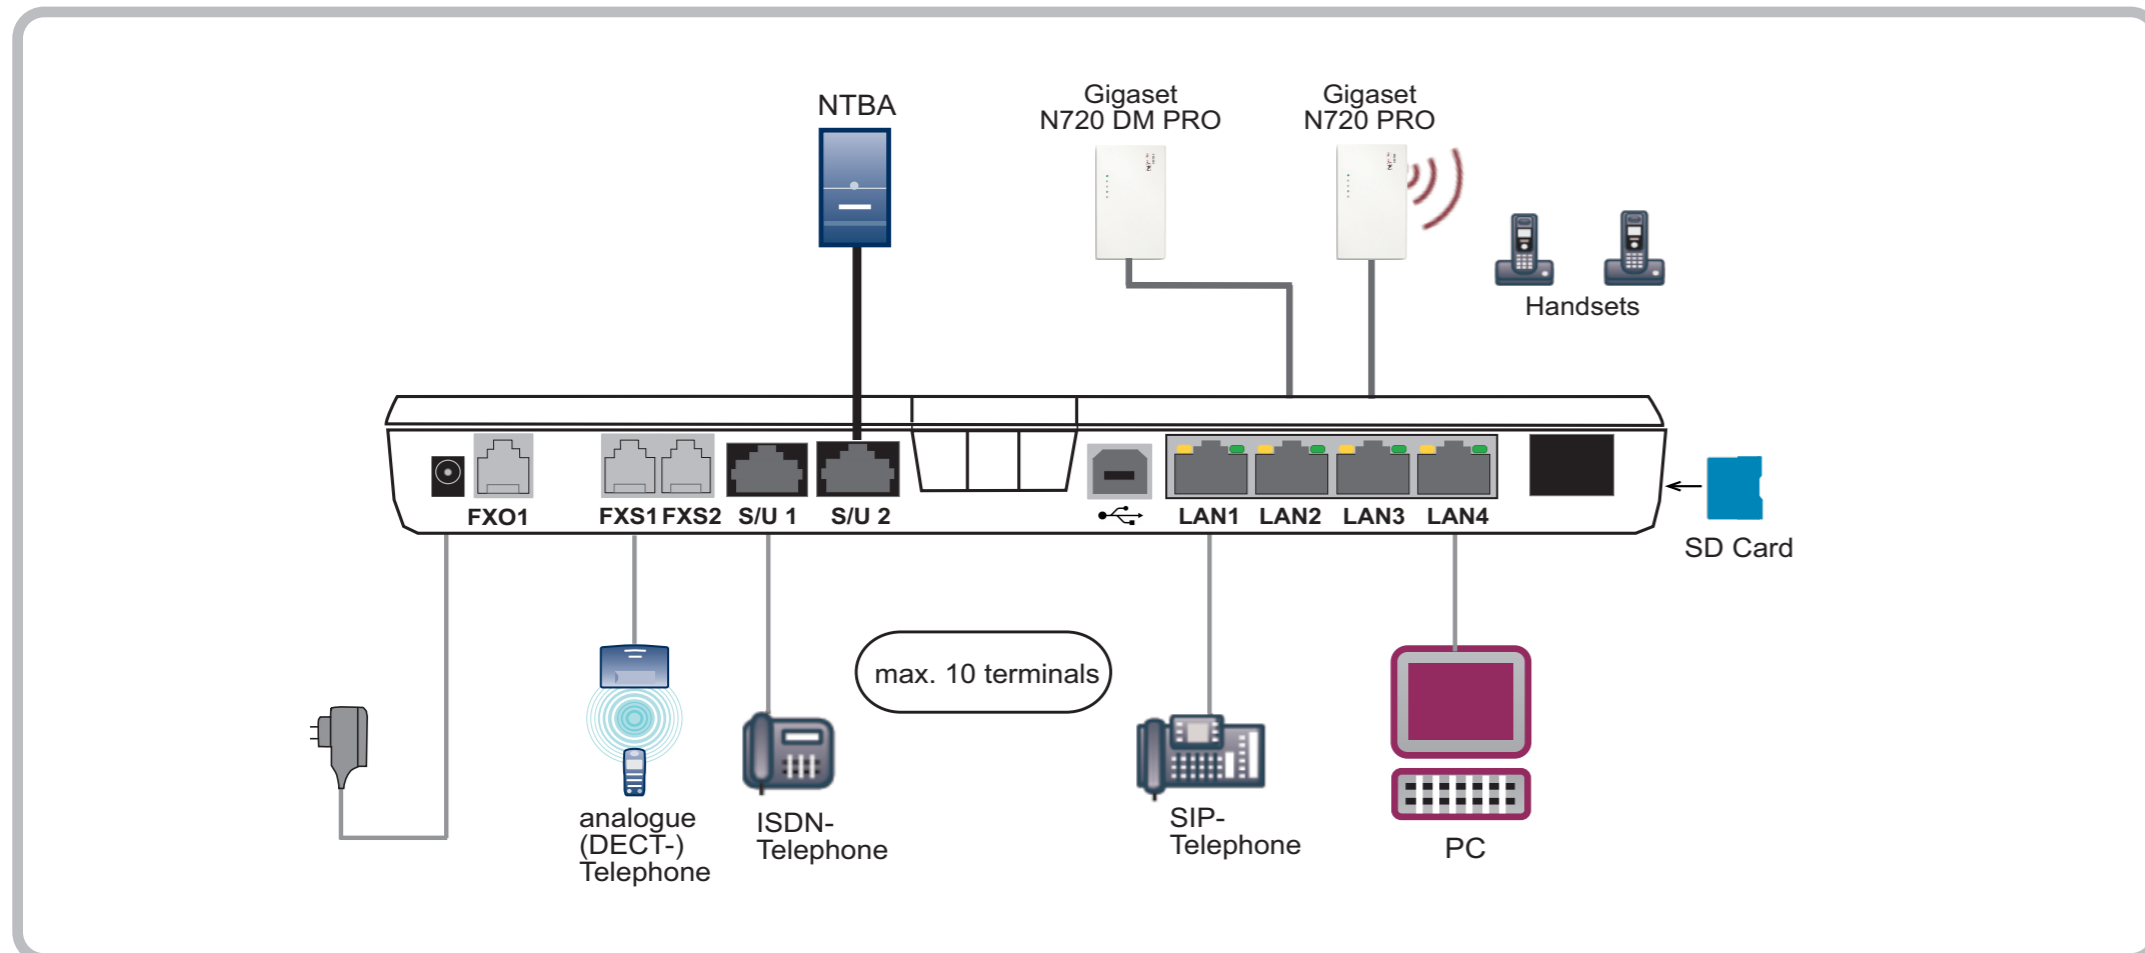 NTBA
Gigaset
N720 DM PRO
Gigaset
N720 PRO
Handsets
FXO1
FXS1 FXS2
S/U 1
S/U 2
LAN1
LAN2
LAN3
LAN4
SD Card
max. 10 terminals
analogue
(DECT-)
Telephone
ISDN-
Telephone
SIP-
Telephone
PC